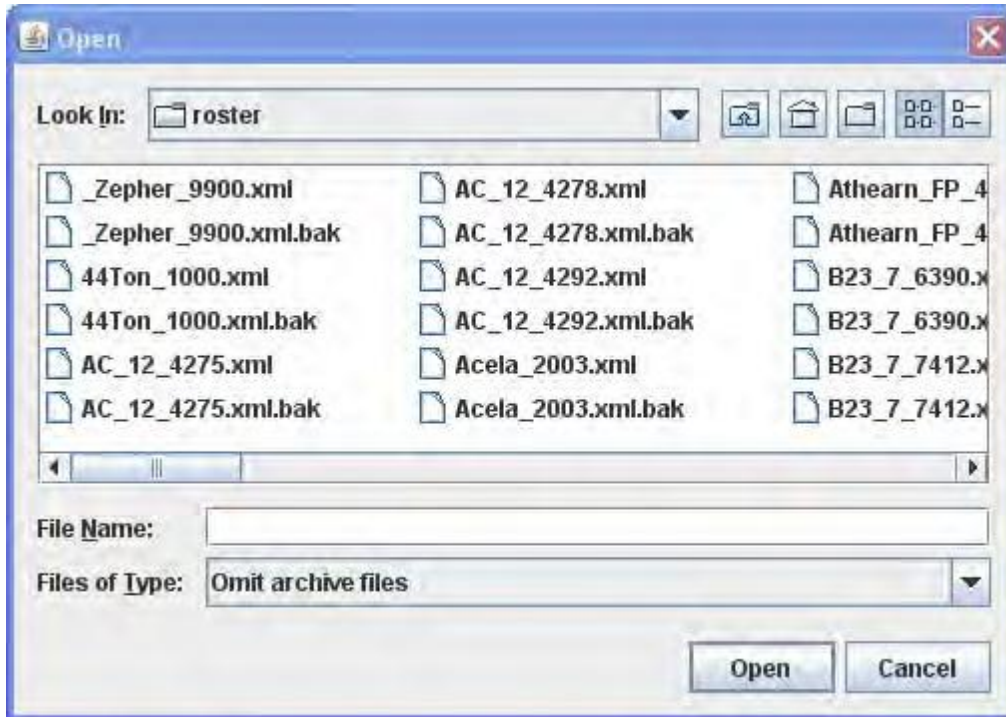 Open
Look In: roster
_Zepher_9900.xml
_Zepher_9900.xml.bak
44Ton_1000.xml
44Ton_1000.xml.bak
AC_12_4275.xml
AC_12_4275.xml.bak
AC_12_4278.xml
AC_12_4278.xml.bak
AC_12_4292.xml
AC_12_4292.xml.bak
Acela_2003.xml
Acela_2003.xml.bak
Athearn_FP_4
Athearn_FP_4
B23_7_6390.x
B23_7_6390.x
B23_7_7412.x
B23_7_7412.x
File Name:
Files of Type: Omit archive files
Open Cancel